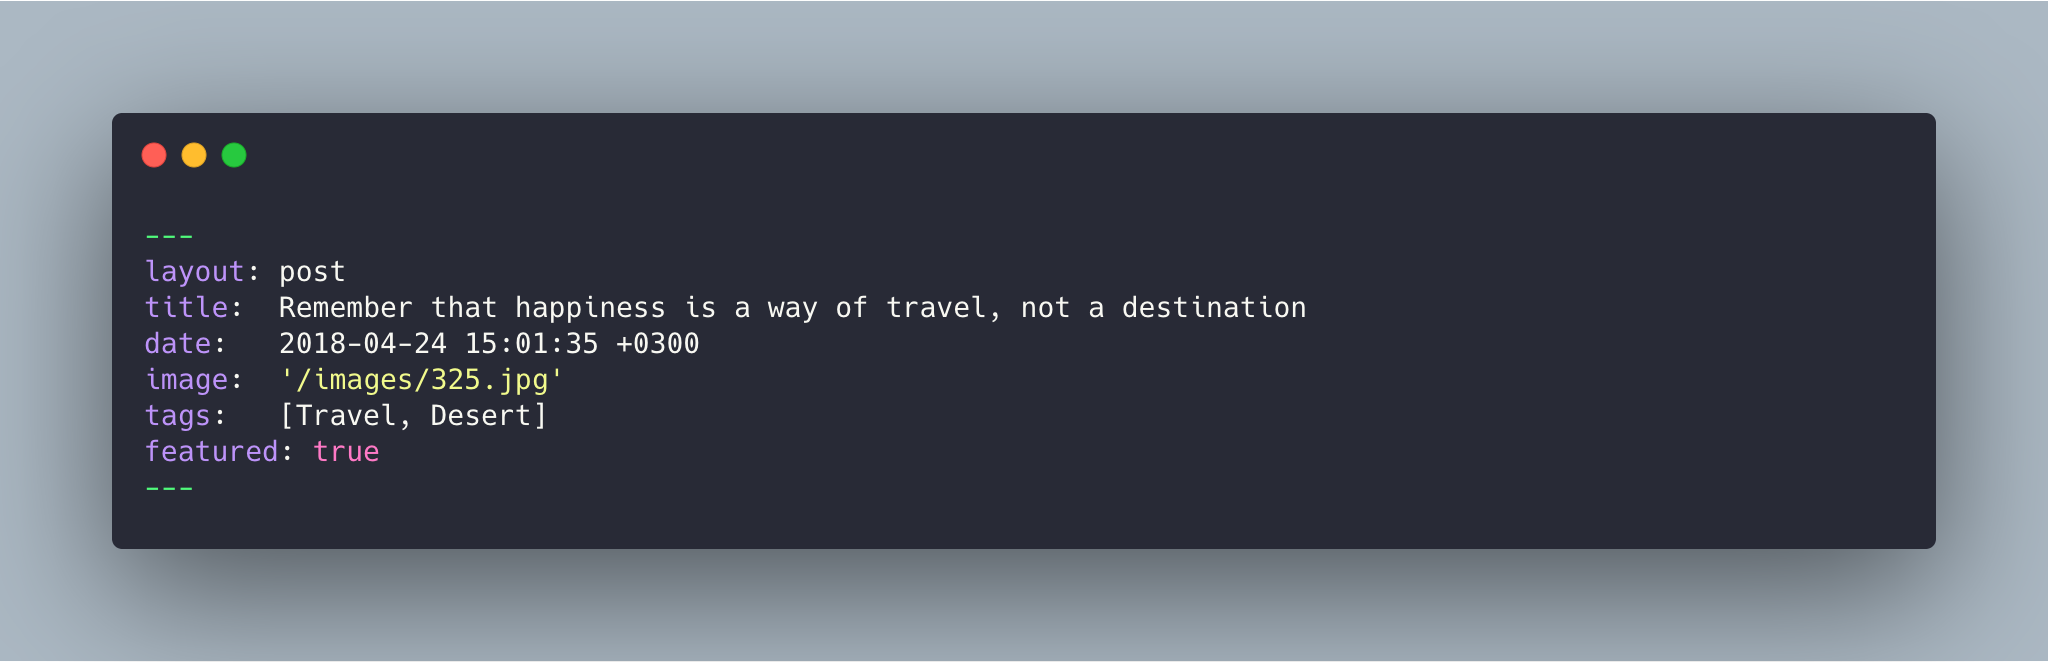 ---
layout: post
title:  Remember that happiness is a way of travel, not a destination
date:   2018-04-24 15:01:35 +0300
image:  '/images/325.jpg'
tags:   [Travel, Desert]
featured: true
---